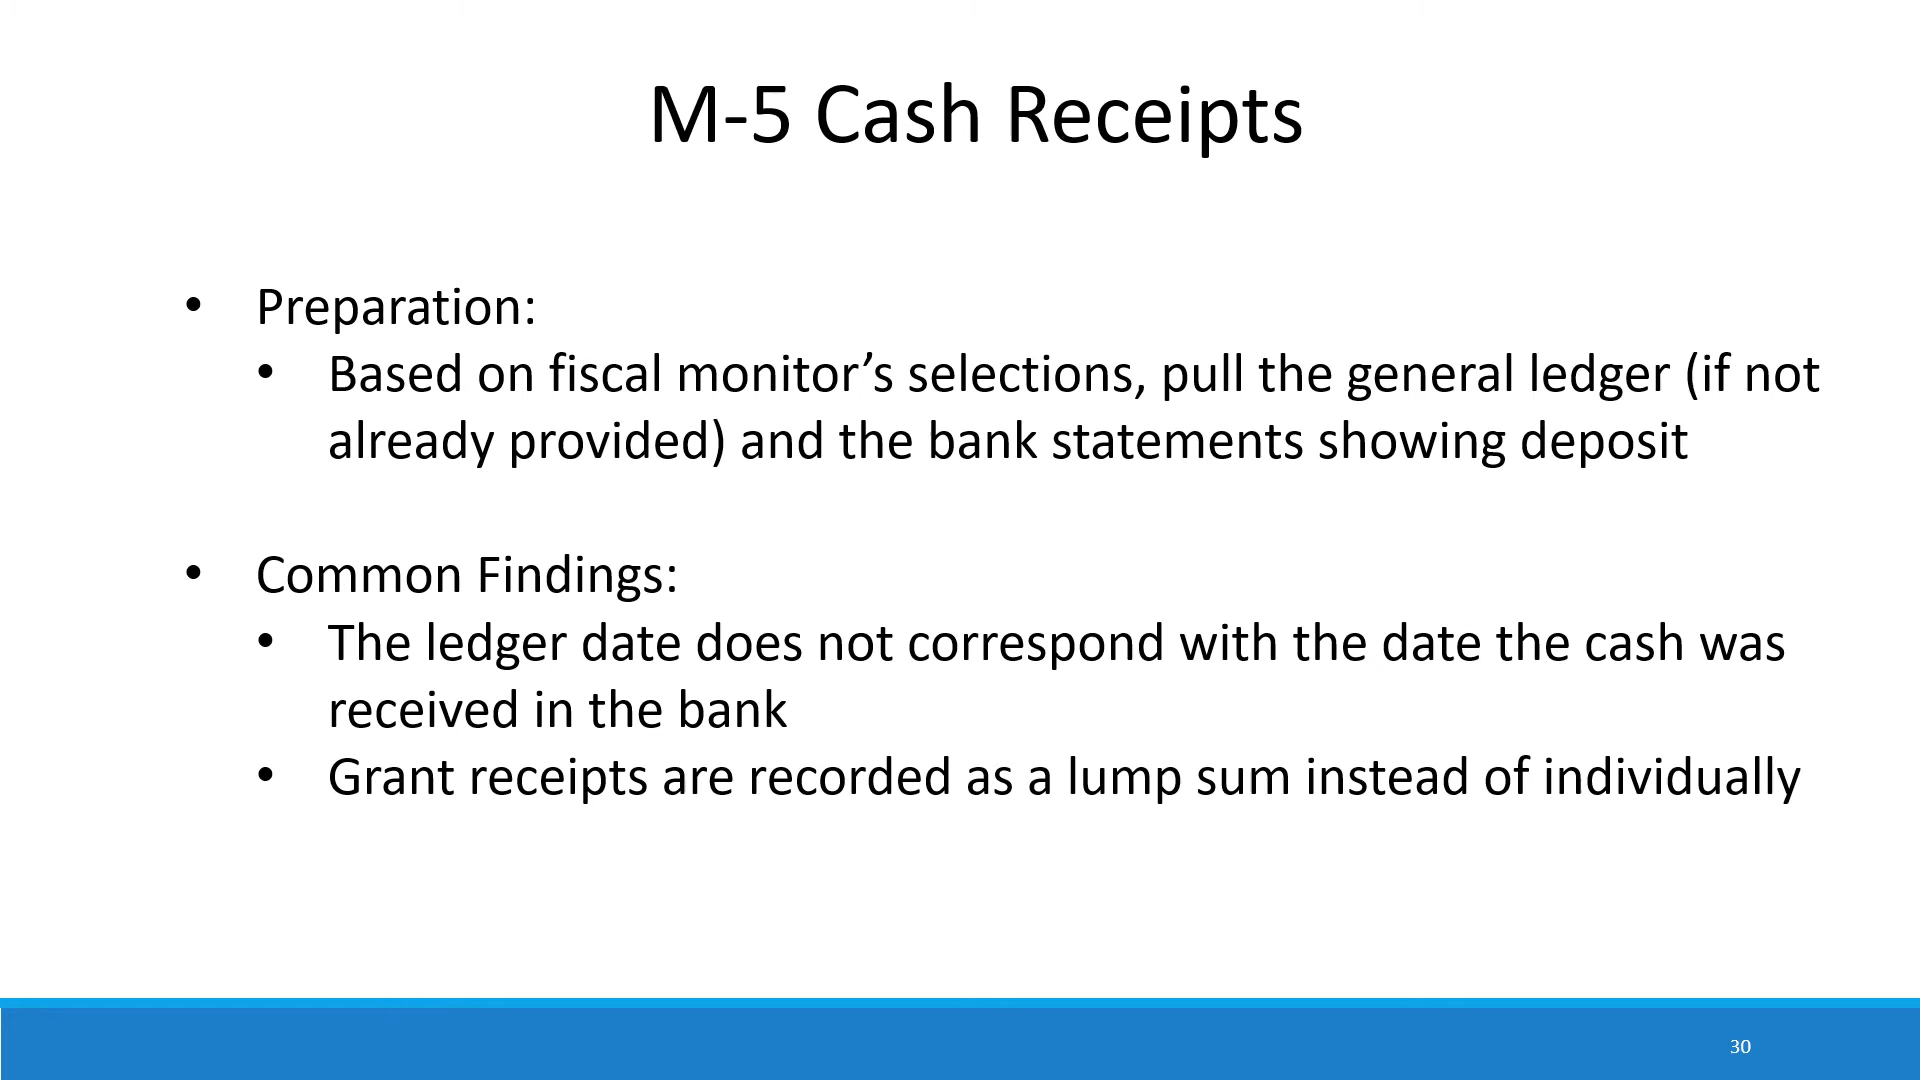 M-5 Cash Receipts
• Preparation:
• Based on fiscal monitor’s selections, pull the general ledger (if not
already provided) and the bank statements showing deposit
• Common Findings:
• The ledger date does not correspond with the date the cash was
received in the bank
• Grant receipts are recorded as a lump sum instead of individually
30